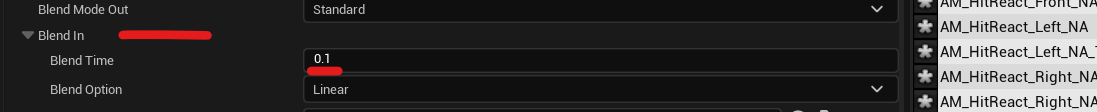 Blend Mode Out
Standard
Blend In
Blend Time
0.1
Blend Option
Linear
AM_HitReact_Front_NA
AM_HitReact_Left_NA
AM_HitReact_Left_NA_
AM_HitReact_Right_NA
AM_HitReact_Right_NA